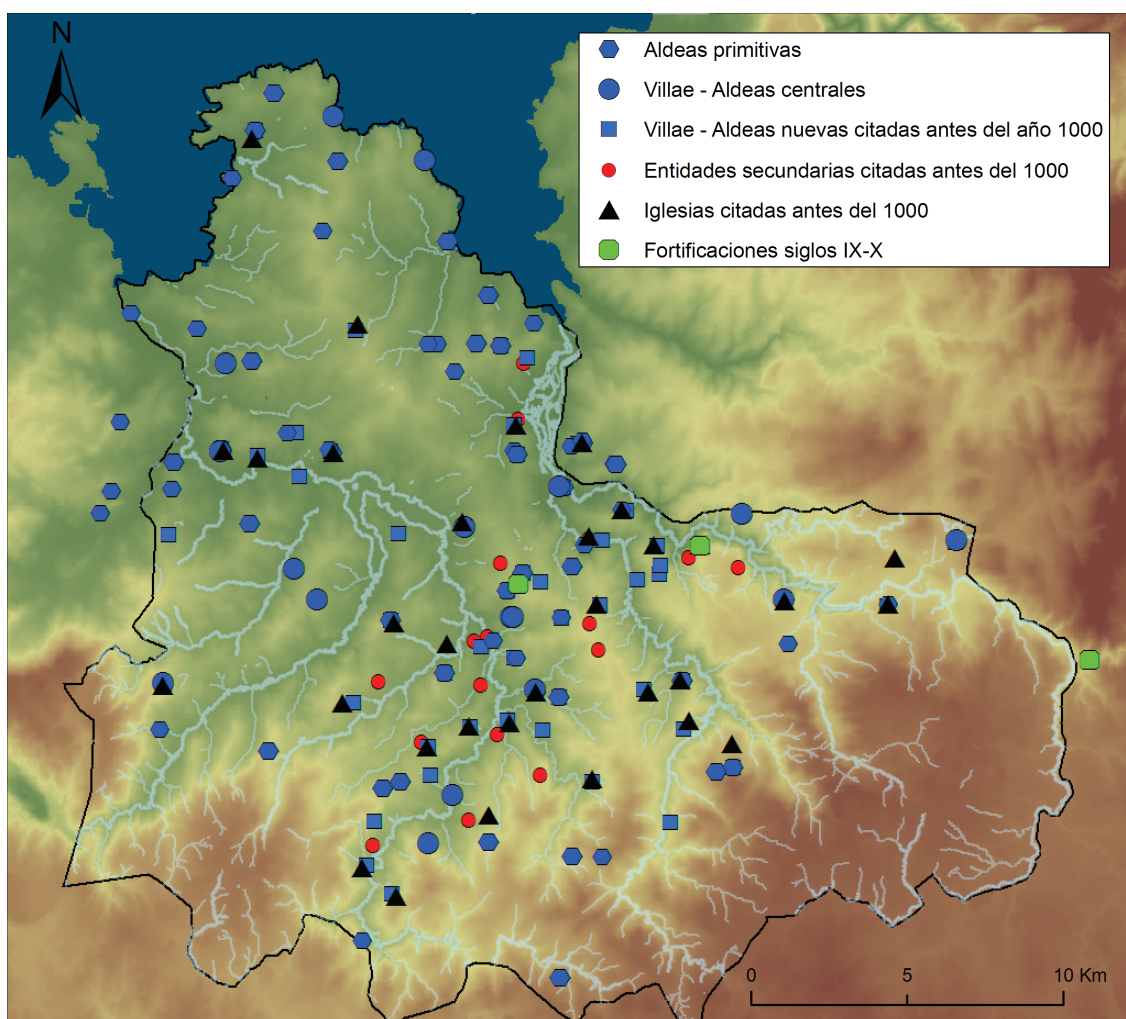 N
Aldeas primitivas
Villae - Aldeas centrales
Villae - Aldeas nuevas citadas antes del año 1000
Entidades secundarias citadas antes del 1000
Iglesias citadas antes del 1000
Fortificaciones siglos IX-X
0 5 10 Km